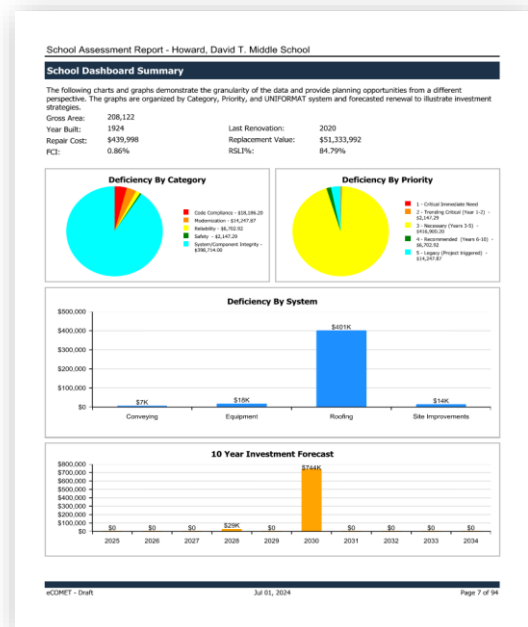 School Assessment Report - Howard, David T. Middle School
School Dashboard Summary
The following charts and graphs demonstrate the granularity of the data and provide planning opportunities from a different
perspective. The graphs are organized by Category, Priority, and UNIFORMAT system and forecasted renewal to illustrate investment
strategies.
Gross Area: 208,122
Year Built: 1924 Last Renovation: 2020
Repair Cost: $439,998 Replacement Value: $51,333,992
FCI: 0.86% RSLI%: 84.79%
Deficiency By Category
Code Compliance - $18,186.20
Modernization - $14,247.87
Reliability - $6,702.92
Safety - $2,147.29
System/Component Integrity -
$398,714.00
Deficiency By Priority
1 - Critical Immediate Need
2 - Trending Critical (Year 1-2) -
$2,147.29
3 - Necessary (Years 3-5) -
$416,900.20
4 - Recommended (Years 6-10) -
$6,702.92
5 - Legacy (Project triggered) -
$14,247.87
Deficiency By System
$500,000
$400,000
$300,000
$200,000
$100,000
$0
$7K
$18K
$401K
$14K
Conveying Equipment Roofing Site Improvements
10 Year Investment Forecast
$800,000
$700,000
$600,000
$500,000
$400,000
$300,000
$200,000
$100,000
$0
$0 $0 $0 $29K $0 $744K $0 $0 $0 $0
2025 2026 2027 2028 2029 2030 2031 2032 2033 2034
eCOMET - Draft Jul 01, 2024 Page 7 of 94